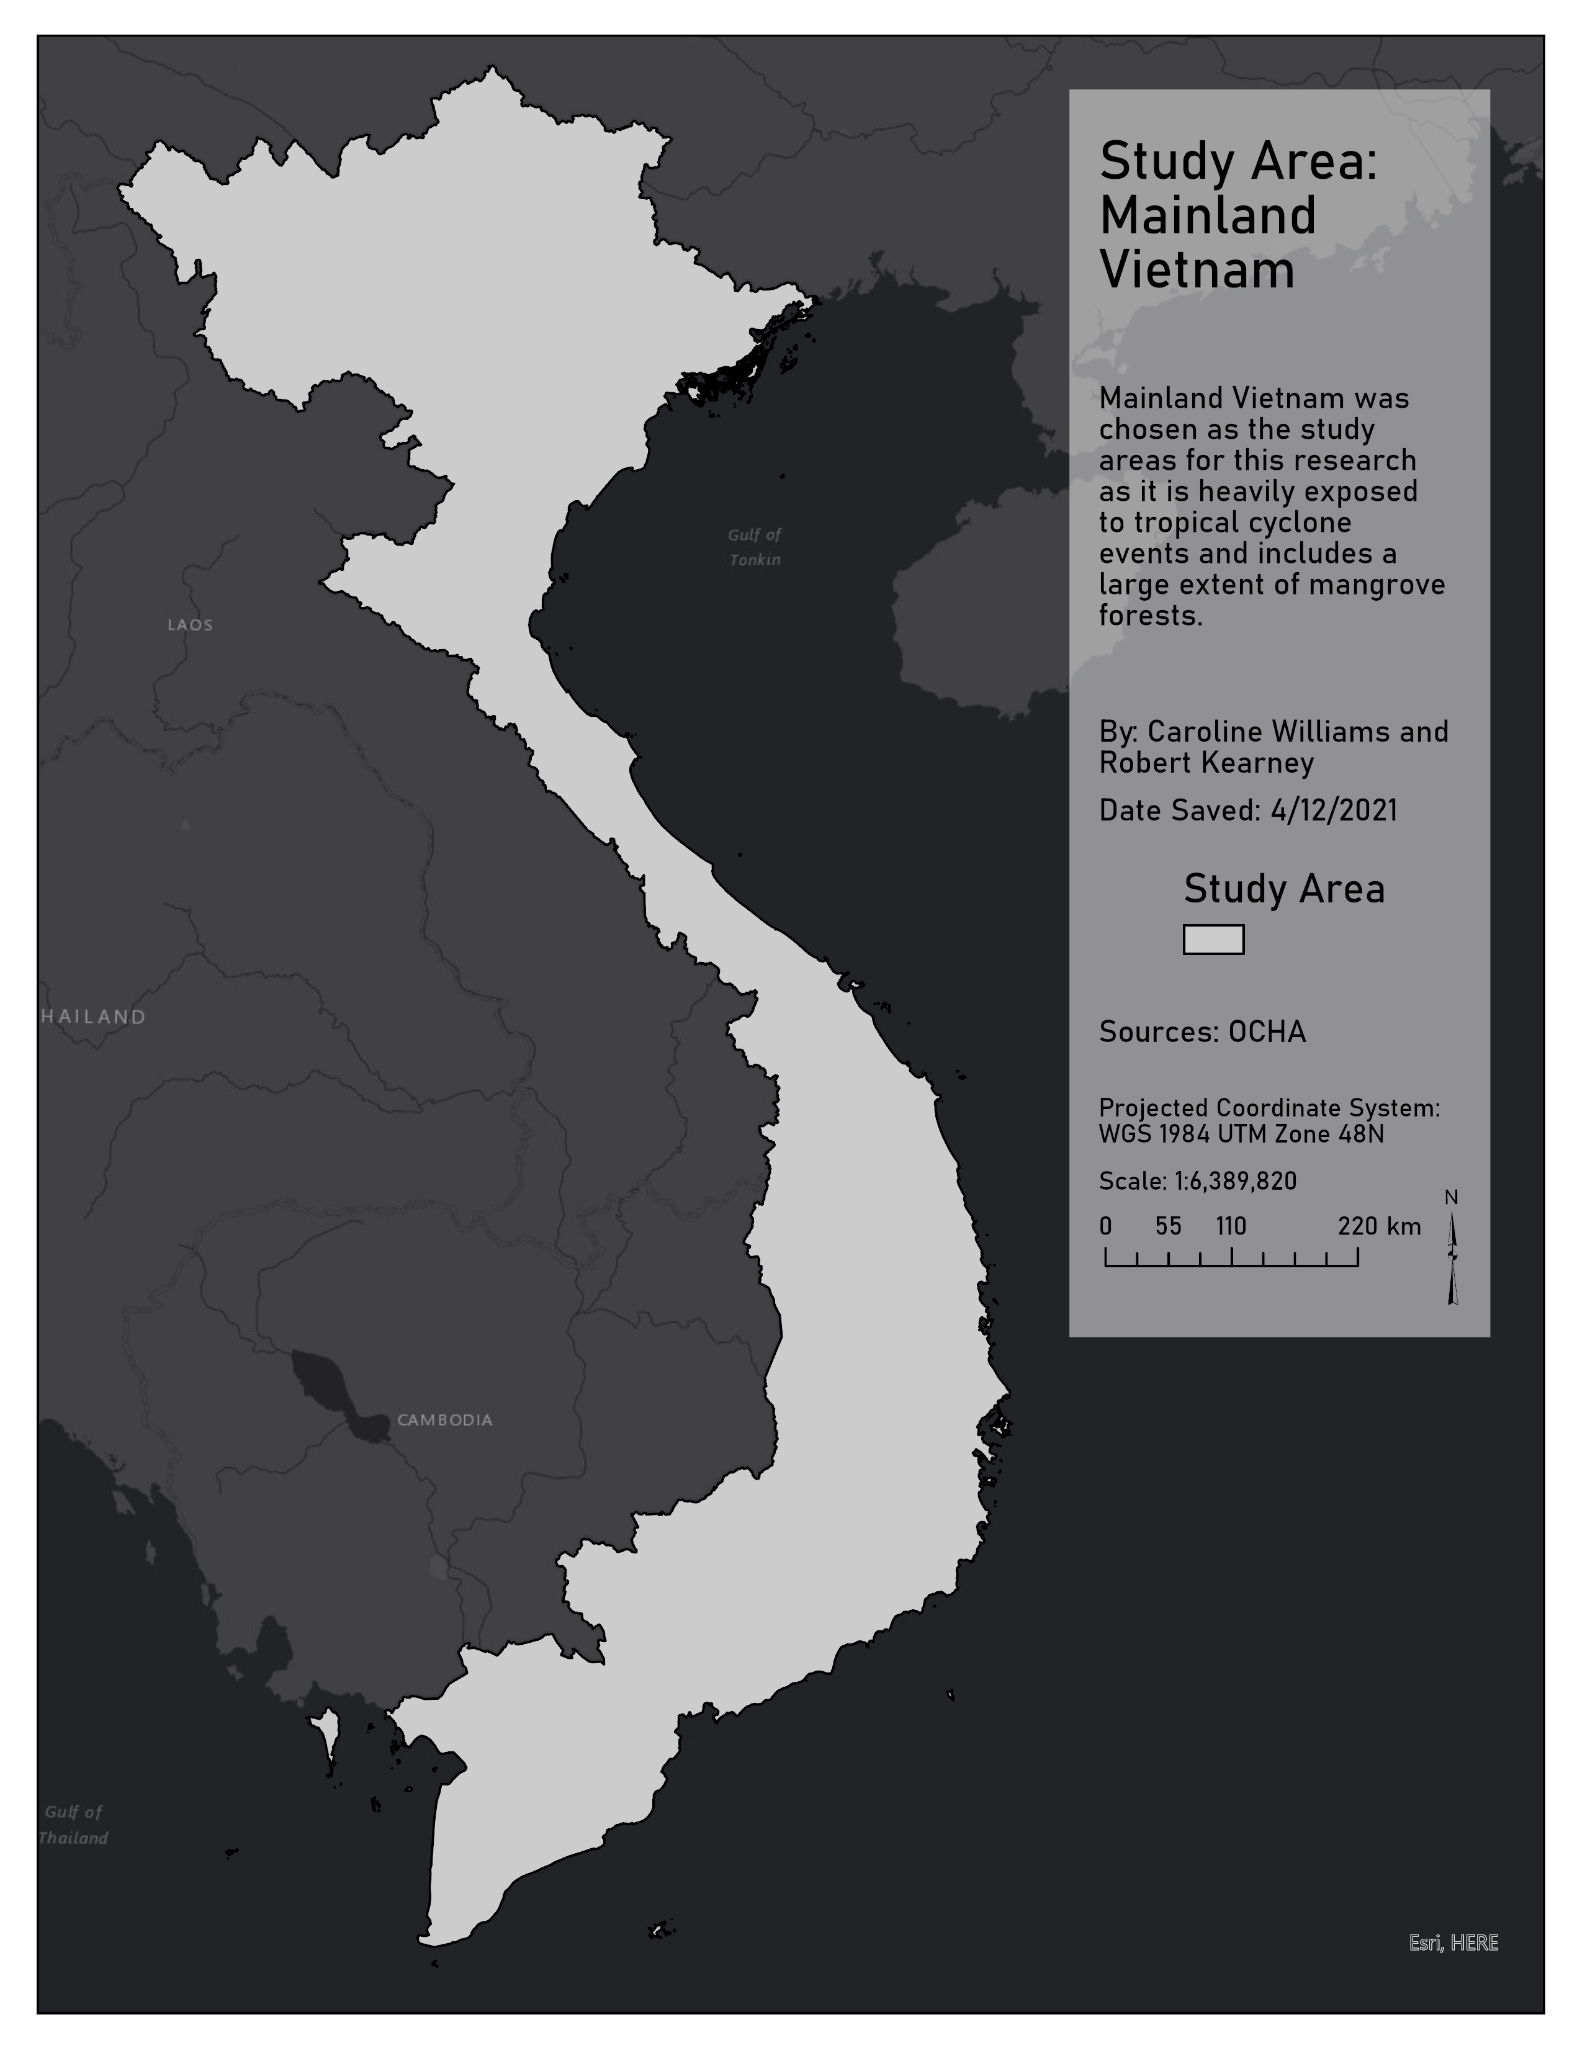 Study Area:
Mainland
Vietnam
Mainland Vietnam was
chosen as the study
areas for this research
as it is heavily exposed
to tropical cyclone
events and includes a
large extent of mangrove
forests.
By: Caroline Williams and
Robert Kearney
Date Saved: 4/12/2021
Study Area
Sources: OCHA
Projected Coordinate System:
WGS 1984 UTM Zone 48N
Scale: 1:6,389,820
N
0 55 110 220 km
Gulf of
Tonkin
LAOS
HAILAND
CAMBODIA
Gulf of
Thailand
Esri, HERE